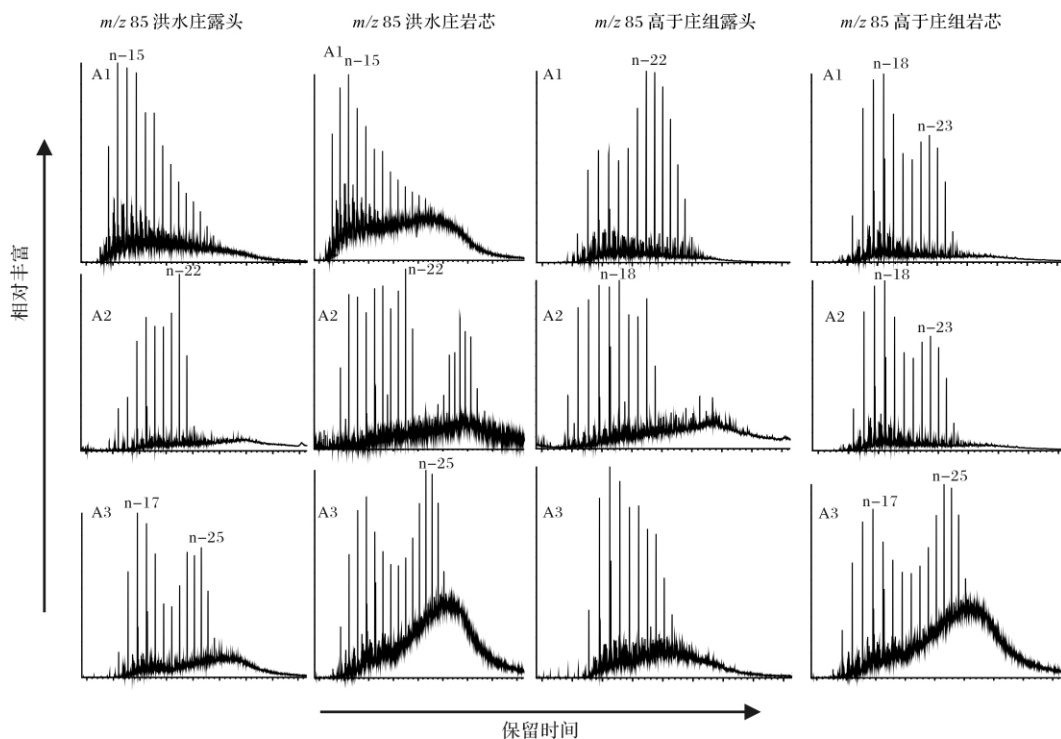 m/z 85 洪水庄露头
m/z 85 洪水庄岩芯
m/z 85 高于庄组露头
m/z 85 高于庄组岩芯
A1
n-15
A1
n-15
A1
n-22
A1
n-18
n-23
A2
n-22
A2
n-22
A2
n-18
A2
n-18
n-23
A3
n-17
n-25
A3
n-25
A3
A3
n-17
n-25
相对丰富
保留时间